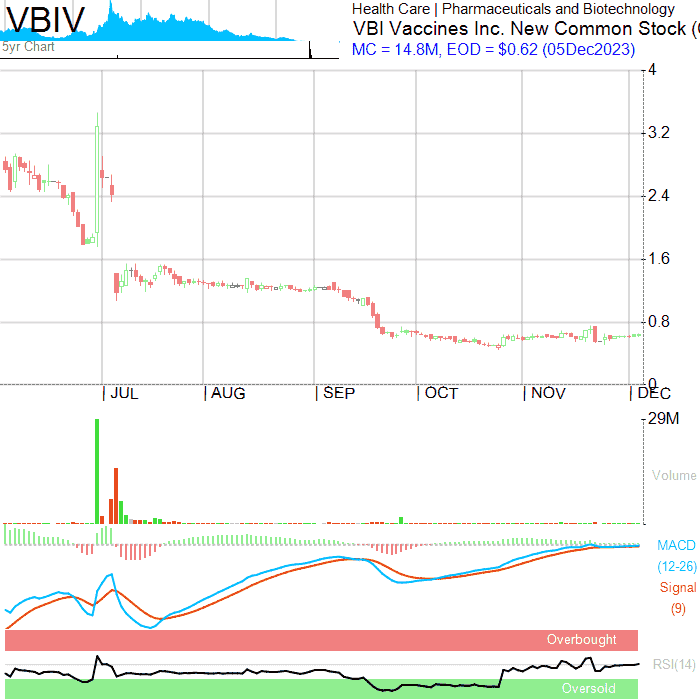 VBIV
5yr Chart
Health Care | Pharmaceuticals and Biotechnology
VBI Vaccines Inc. New Common Stock (
MC = 14.8M, EOD = $0.62 (05Dec2023)
4
3.2
2.4
1.6
0.8
0
JUL AUG SEP OCT NOV DEC
29M
Volume
MACD
(12-26)
Signal
(9)
Overbought
RSI(14)
Oversold